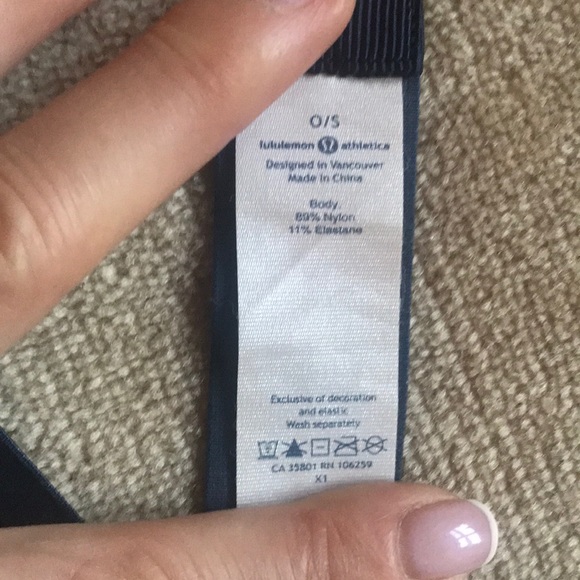 O/S
lululemon athletica
Designed in Vancouver
Made in China
Body
89% Nylon
11% Elastane
Exclusive of decoration
and elastic
Wash separately
CA 35801 RN 106259
X1